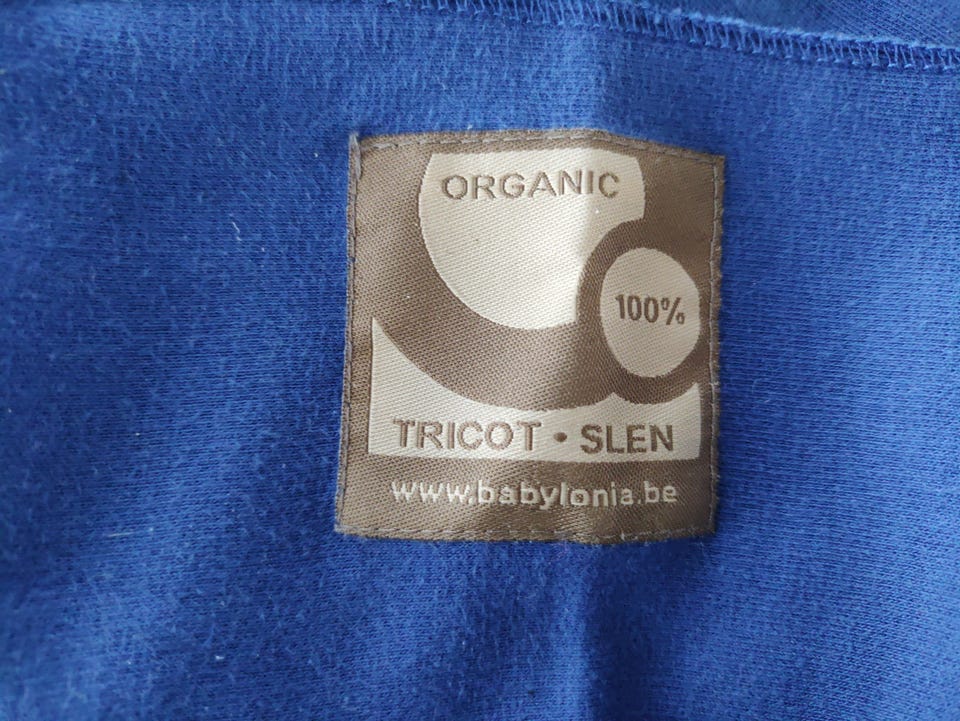 ORGANIC
100%
TRICOT • SLEN
www.babylonia.be